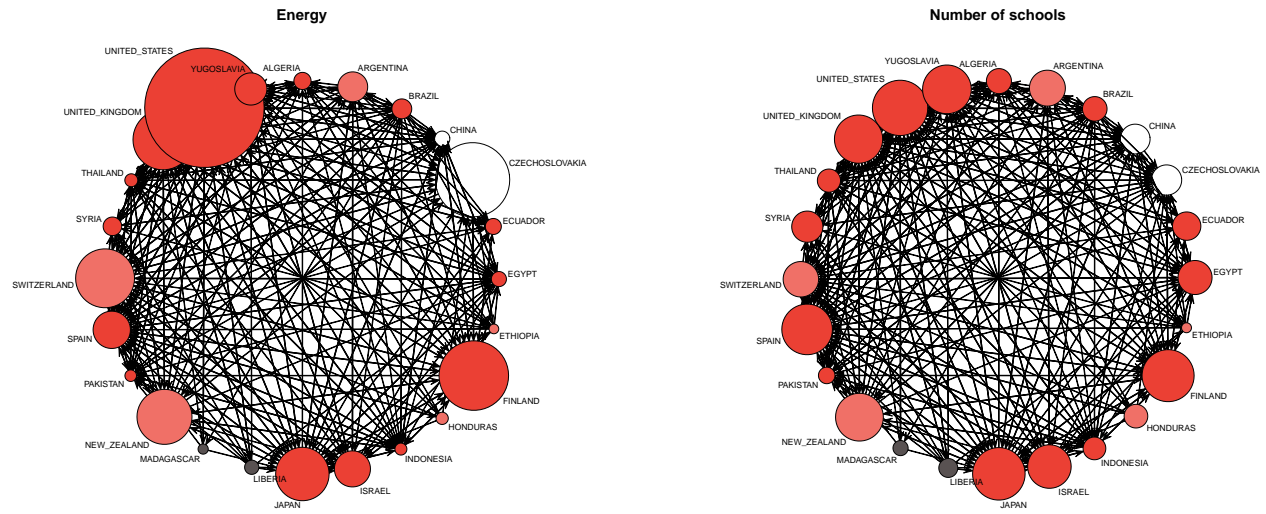 Energy
UNITED_STATES
YUGOSLAVIA
ALGERIA
ARGENTINA
BRAZIL
CHINA
CZECHOSLOVAKIA
ECUADOR
EGYPT
ETHIOPIA
FINLAND
HONDURAS
INDONESIA
ISRAEL
JAPAN
LIBERIA
MADAGASCAR
NEW_ZEALAND
PAKISTAN
SPAIN
SWITZERLAND
SYRIA
THAILAND
UNITED_KINGDOM
Number of schools
UNITED_STATES
YUGOSLAVIA
ALGERIA
ARGENTINA
BRAZIL
CHINA
CZECHOSLOVAKIA
ECUADOR
EGYPT
ETHIOPIA
FINLAND
HONDURAS
INDONESIA
ISRAEL
JAPAN
LIBERIA
MADAGASCAR
NEW_ZEALAND
PAKISTAN
SPAIN
SWITZERLAND
SYRIA
THAILAND
UNITED_KINGDOM